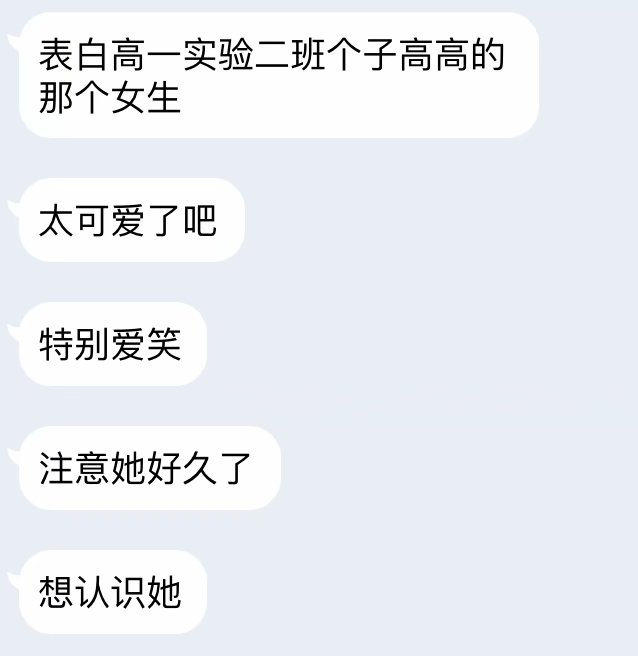 表白高一实验二班个子高高的
那个女生
太可爱了吧
特别爱笑
注意她好久了
想认识她